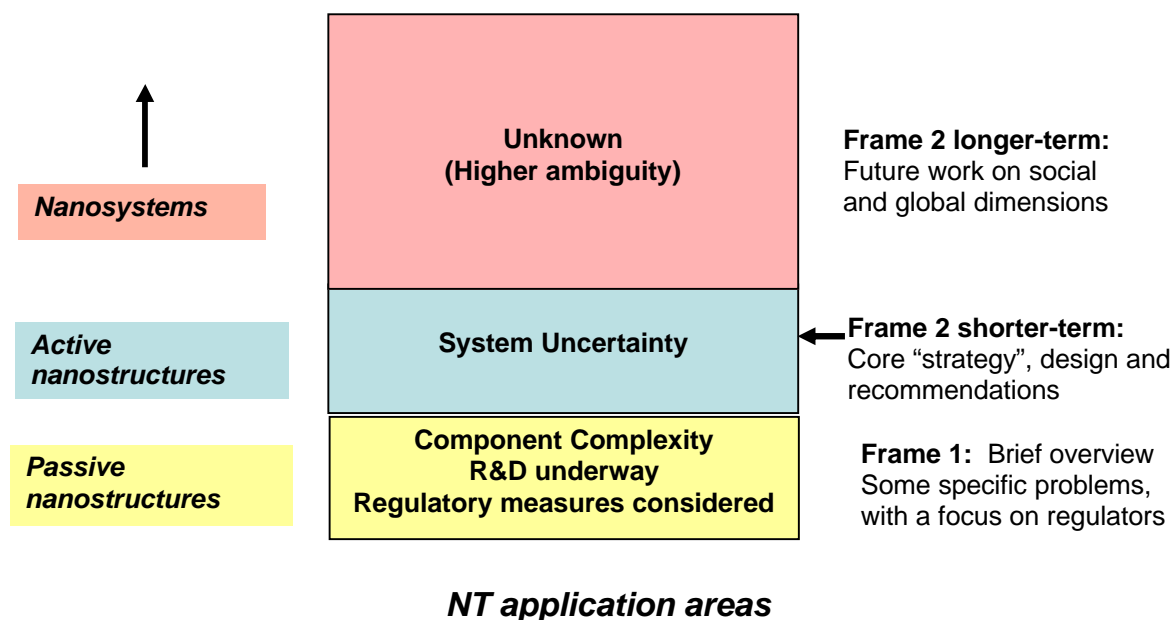 Nanosystems
Active
nanostructures
Passive
nanostructures
Unknown
(Higher ambiguity)
System Uncertainty
Component Complexity
R&D underway
Regulatory measures considered
Frame 2 longer-term:
Future work on social
and global dimensions
Frame 2 shorter-term:
Core “strategy”, design and
recommendations
Frame 1:  Brief overview
Some specific problems,
with a focus on regulators
NT application areas